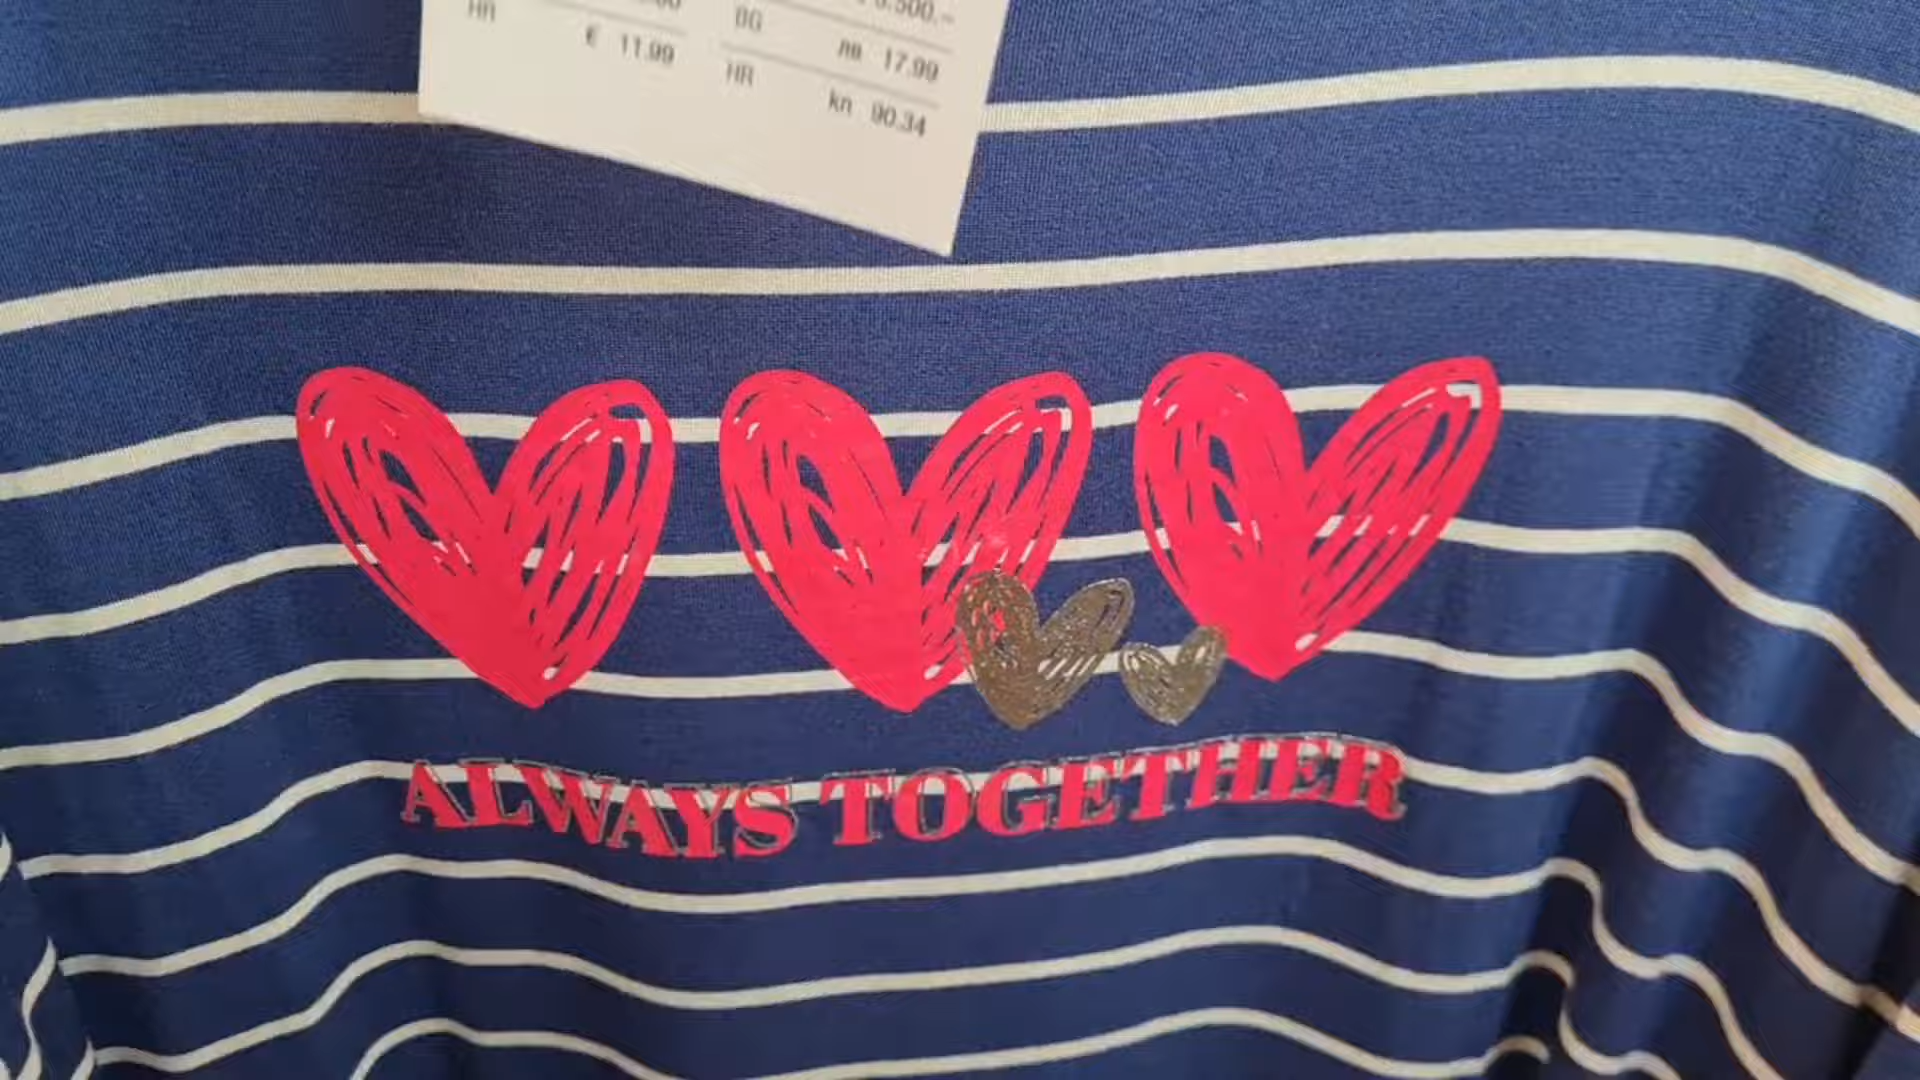 HR
€ 11.99
BG
лв 17.99
HR
kn 90.34
ALWAYS TOGETHER